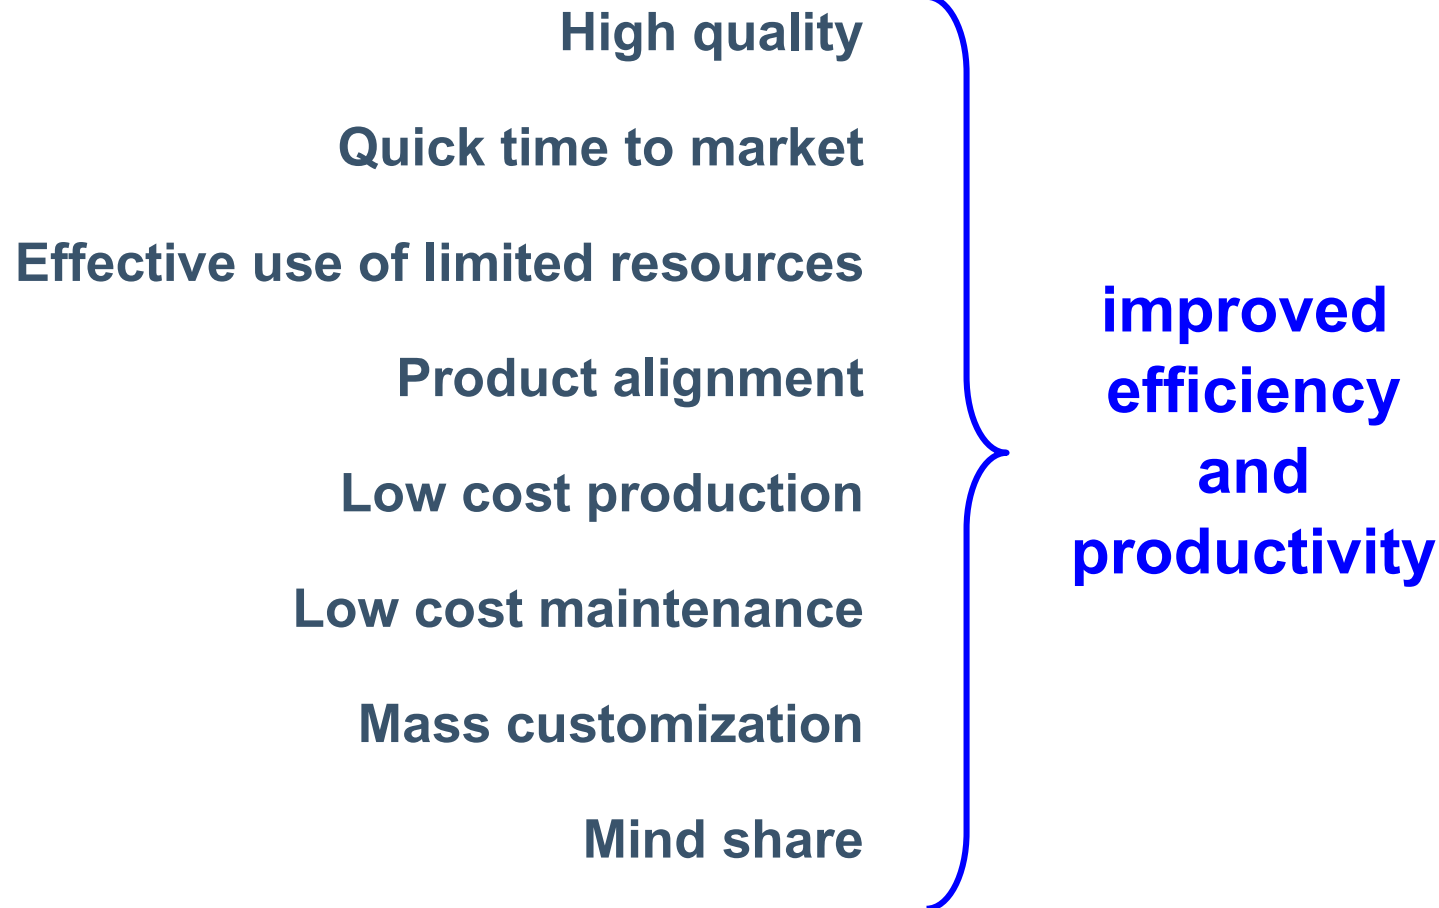 High quality
Quick time to market
Effective use of limited resources
Product alignment
Low cost production
Low cost maintenance
Mass customization
Mind share
improved
efficiency
and
productivity